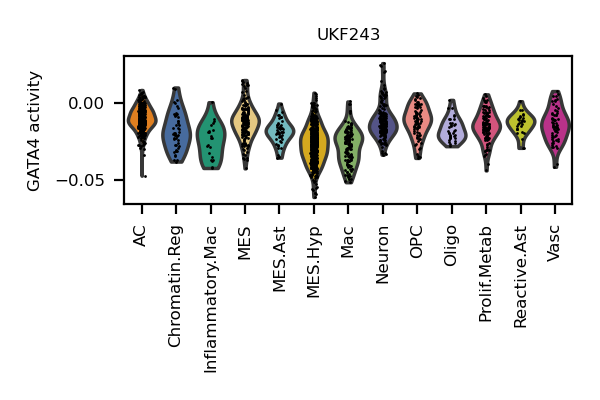 UKF243
GATA4 activity
0.00
−0.05
AC
Chromatin.Reg
Inflammatory.Mac
MES
MES.Ast
MES.Hyp
Mac
Neuron
OPC
Oligo
Prolif.Metab
Reactive.Ast
Vasc